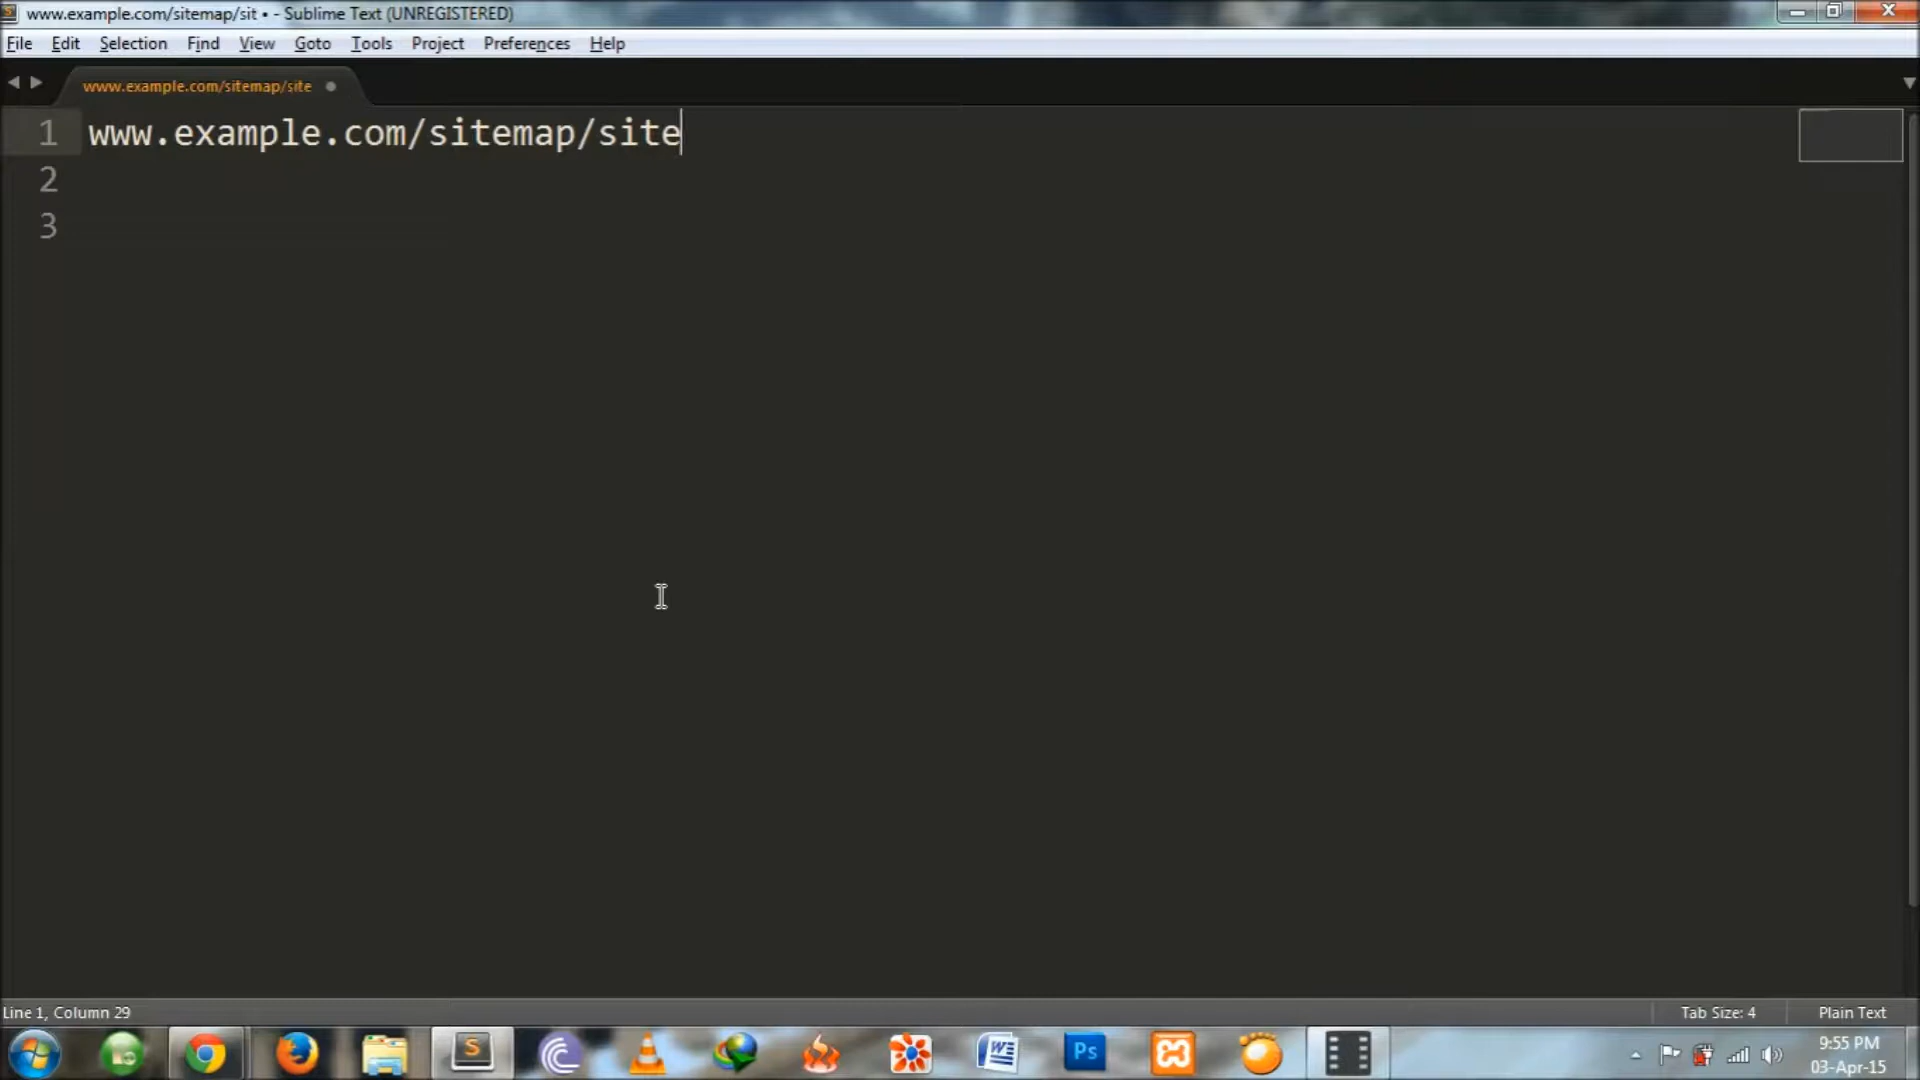 www.example.com/sitemap/sit • - Sublime Text (UNREGISTERED)
File Edit Selection Find View Goto Tools Project Preferences Help
www.example.com/sitemap/site
1 www.example.com/sitemap/site
2
3
Line 1, Column 29
Tab Size: 4
Plain Text
S
W
Ps
9:55 PM
03-Apr-15